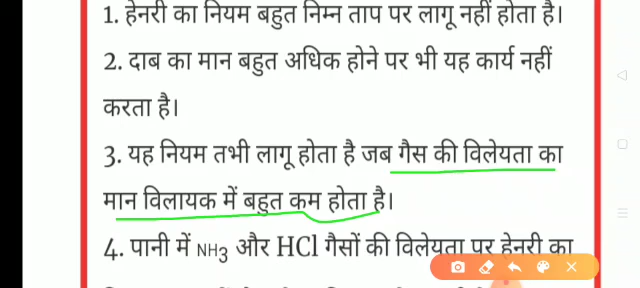 1. हेनरी का नियम बहुत निम्न ताप पर लागू नहीं होता है।
2. दाब का मान बहुत अधिक होने पर भी यह कार्य नहीं
करता है।
3. यह नियम तभी लागू होता है जब गैस की विलेयता का
मान विलायक में बहुत कम होता है।
4. पानी में NH3 और HCl गैसों की विलेयता पर हेनरी का